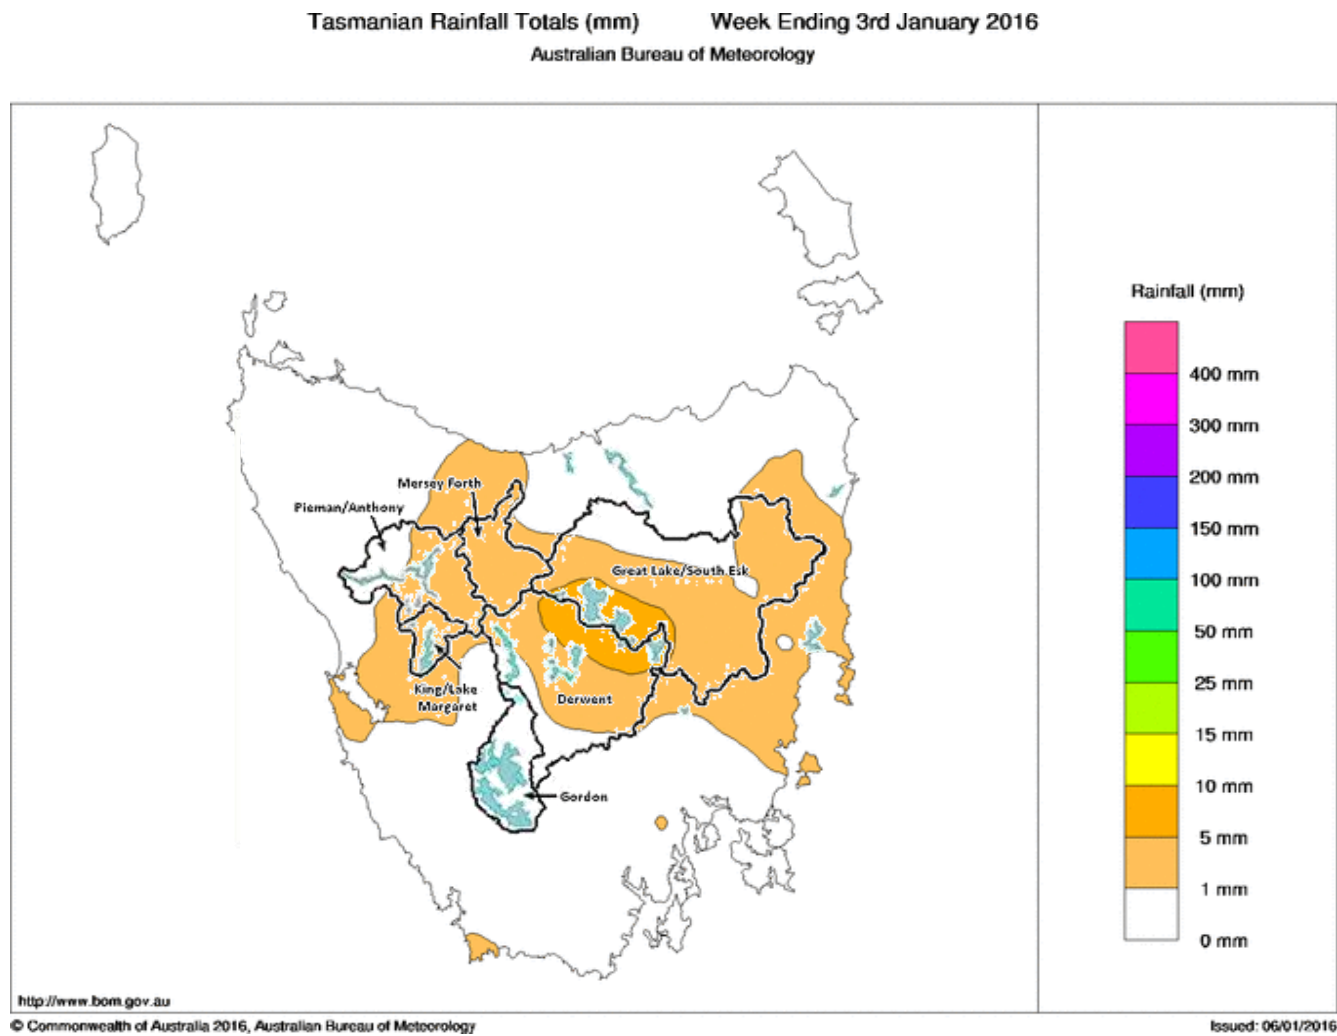 Tasmanian Rainfall Totals (mm) Week Ending 3rd January 2016
Australian Bureau of Meteorology
Rainfall (mm)
400 mm
300 mm
200 mm
150 mm
100 mm
50 mm
25 mm
15 mm
10 mm
5 mm
1 mm
0 mm
Mersey Forth
Pieman/Anthony
Great Lake/South Esk
King/Lake
Margaret
Derwent
Gordon
http://www.bom.gov.au
© Commonwealth of Australia 2016, Australian Bureau of Meteorology
Issued: 06/01/2016